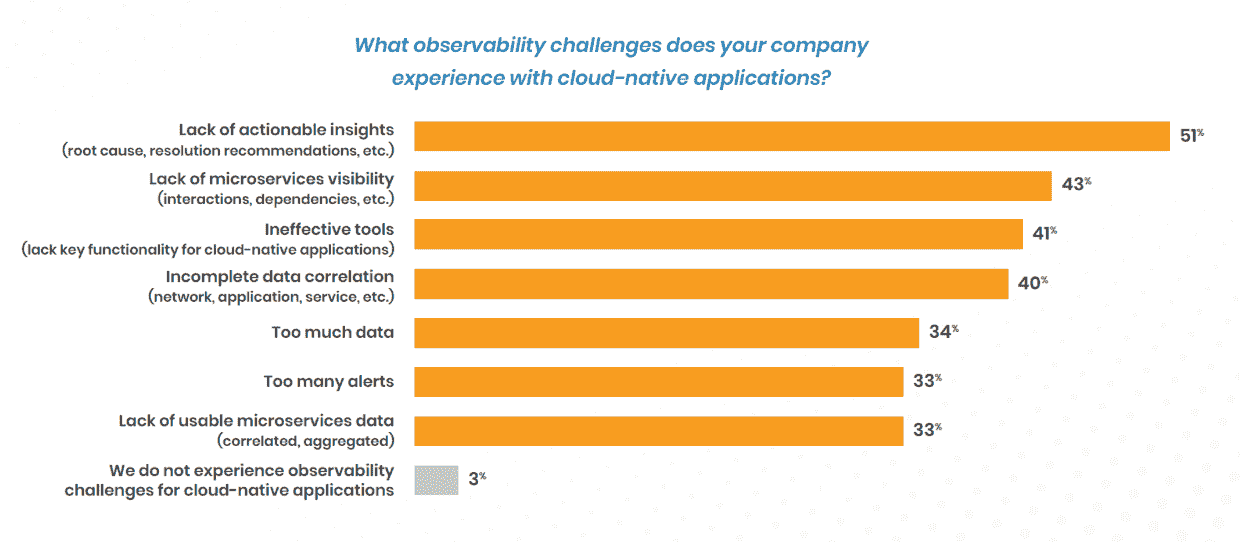 What observability challenges does your company
experience with cloud-native applications?
Lack of actionable insights
(root cause, resolution recommendations, etc.)
51%
Lack of microservices visibility
(interactions, dependencies, etc.)
43%
Ineffective tools
(lack key functionality for cloud-native applications)
41%
Incomplete data correlation
(network, application, service, etc.)
40%
Too much data
34%
Too many alerts
33%
Lack of usable microservices data
(correlated, aggregated)
33%
We do not experience observability
challenges for cloud-native applications
3%